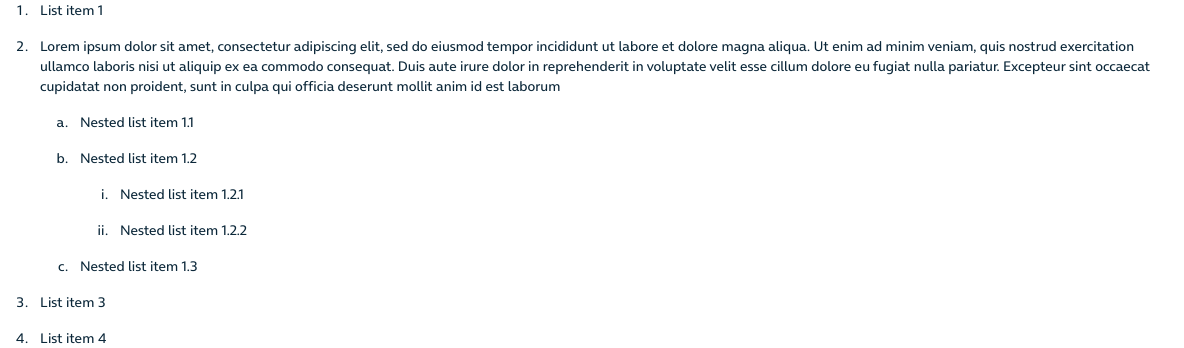 1. List item 1
2. Lorem ipsum dolor sit amet, consectetur adipiscing elit, sed do eiusmod tempor incididunt ut labore et dolore magna aliqua. Ut enim ad minim veniam, quis nostrud exercitation
ullamco laboris nisi ut aliquip ex ea commodo consequat. Duis aute irure dolor in reprehenderit in voluptate velit esse cillum dolore eu fugiat nulla pariatur. Excepteur sint occaecat
cupidatat non proident, sunt in culpa qui officia deserunt mollit anim id est laborum
a. Nested list item 1.1
b. Nested list item 1.2
i. Nested list item 1.2.1
ii. Nested list item 1.2.2
c. Nested list item 1.3
3. List item 3
4. List item 4